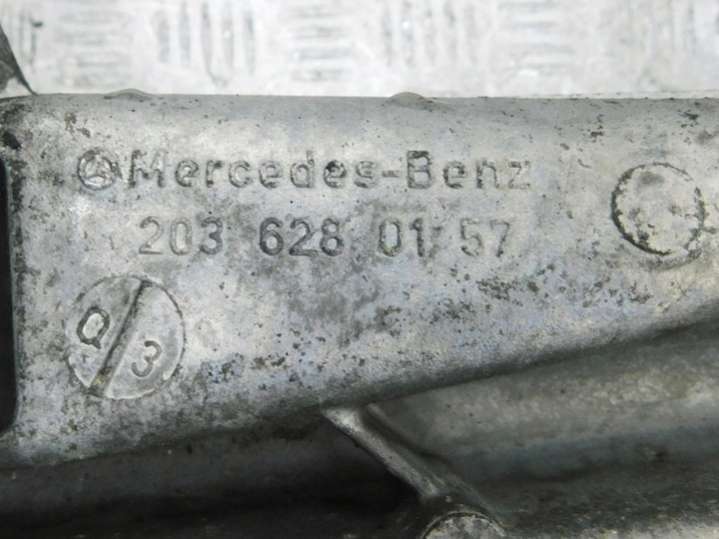 Mercedes-Benz
203 628 01 57
Q/3